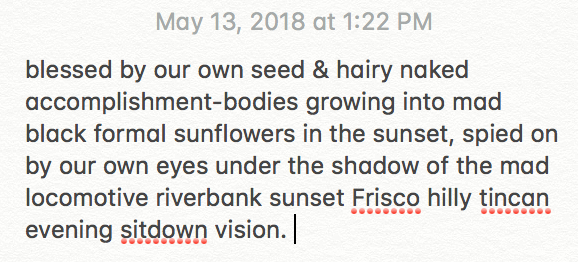 May 13, 2018 at 1:22 PM
blessed by our own seed & hairy naked
accomplishment-bodies growing into mad
black formal sunflowers in the sunset, spied on
by our own eyes under the shadow of the mad
locomotive riverbank sunset Frisco hilly tincan
evening sitdown vision.